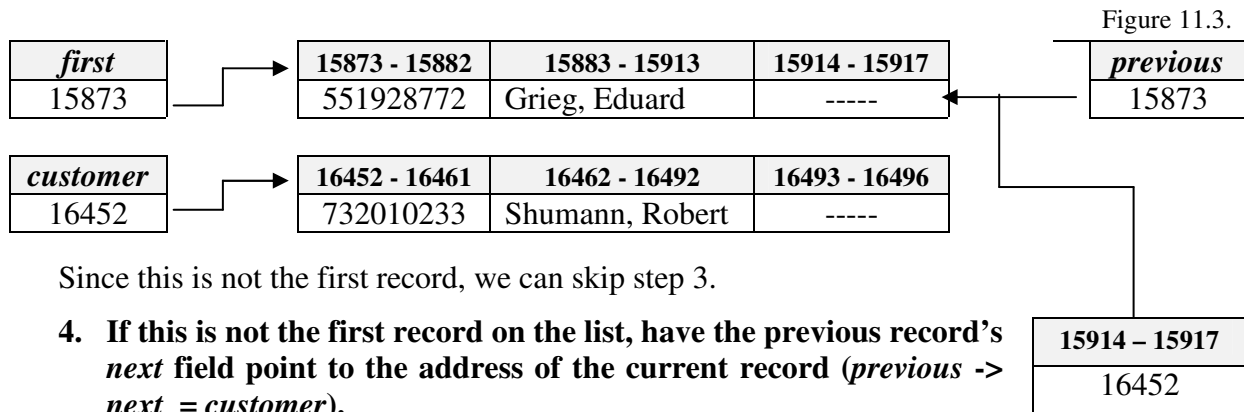 Figure 11.3.
first 15873 - 15882 15883 - 15913 15914 - 15917 previous
15873 551928772 Grieg, Eduard ----- 15873
customer 16452 - 16461 16462 - 16492 16493 - 16496
16452 732010233 Shumann, Robert -----
Since this is not the first record, we can skip step 3.
4. If this is not the first record on the list, have the previous record’s
next field point to the address of the current record (previous ->
next = customer).
15914 – 15917
16452